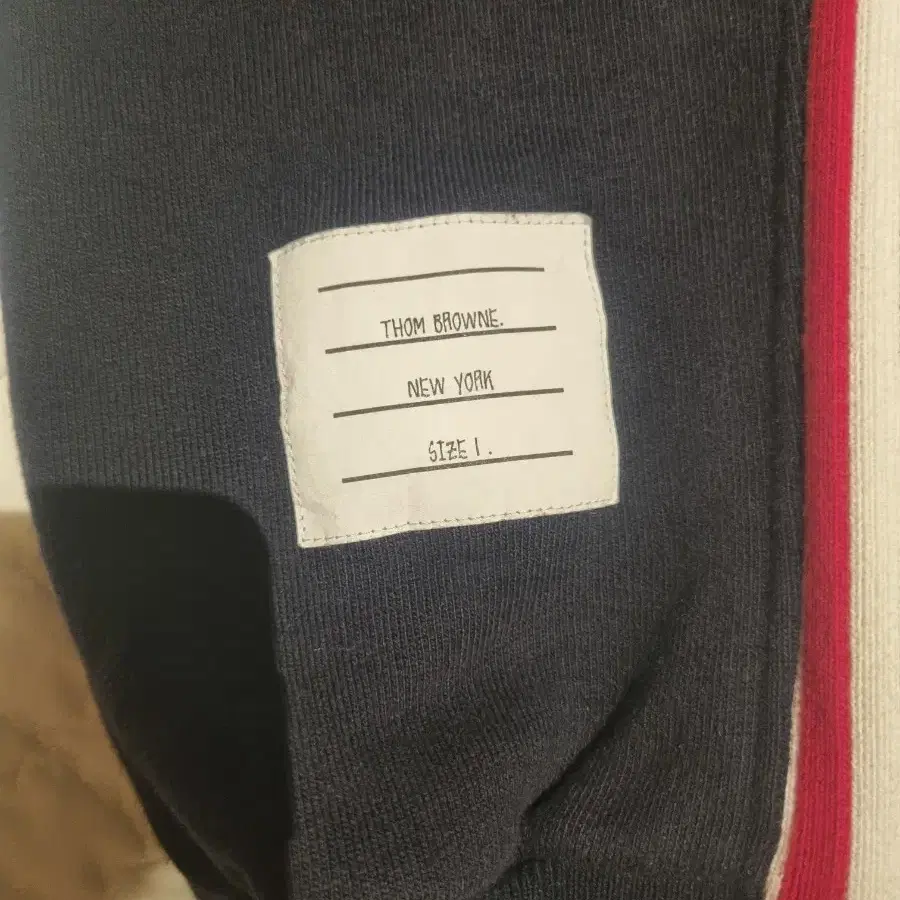 THOM BROWNE.
NEW YORK
SIZE 1.